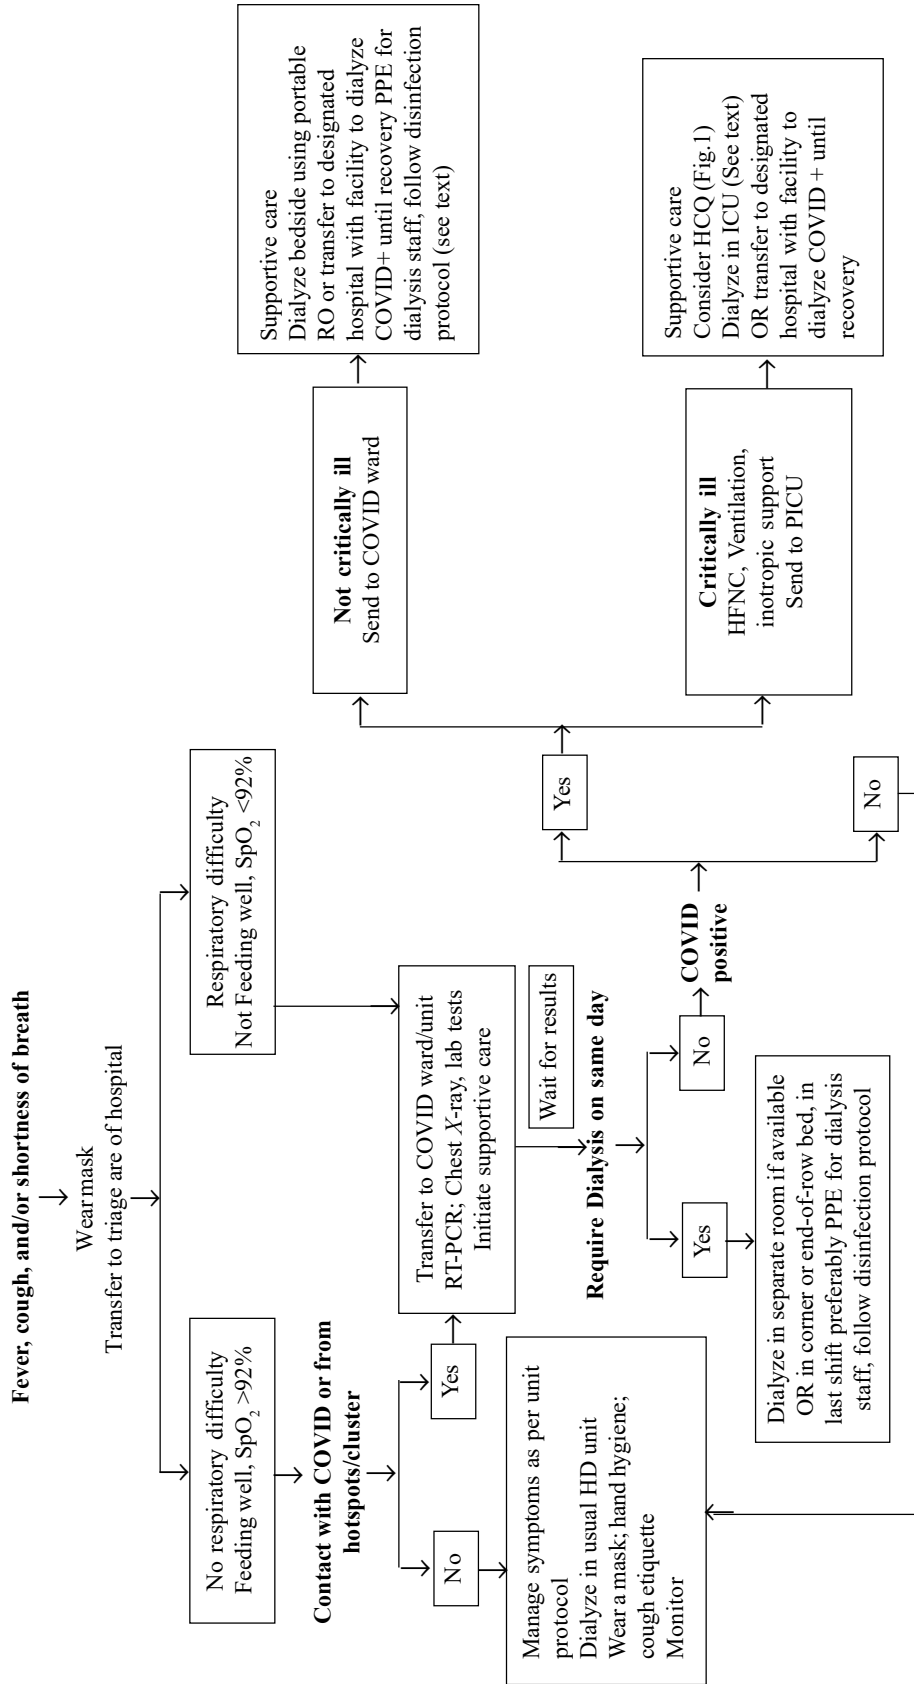 Fever, cough, and/or shortness of breath
Wear mask
Transfer to triage are of hospital
No respiratory difficulty
Feeding well, SpO₂ >92%
Respiratory difficulty
Not Feeding well, SpO₂ <92%
Contact with COVID or from
hotspots/cluster
No
Yes
Transfer to COVID ward/unit
RT-PCR; Chest X-ray, lab tests
Initiate supportive care
Wait for results
Manage symptoms as per unit
protocol
Dialyze in usual HD unit
Wear a mask; hand hygiene;
cough etiquette
Monitor
Require Dialysis on same day
Yes
No
Dialyze in separate room if available
OR in corner or end-of-row bed, in
last shift preferably PPE for dialysis
staff, follow disinfection protocol
COVID
positive
Yes
No
Not critically ill
Send to COVID ward
Critically ill
HFNC, Ventilation,
inotropic support
Send to PICU
Supportive care
Dialyze bedside using portable
RO or transfer to designated
hospital with facility to dialyze
COVID+ until recovery PPE for
dialysis staff, follow disinfection
protocol (see text)
Supportive care
Consider HCQ (Fig.1)
Dialyze in ICU (See text)
OR transfer to designated
hospital with facility to
dialyze COVID + until
recovery